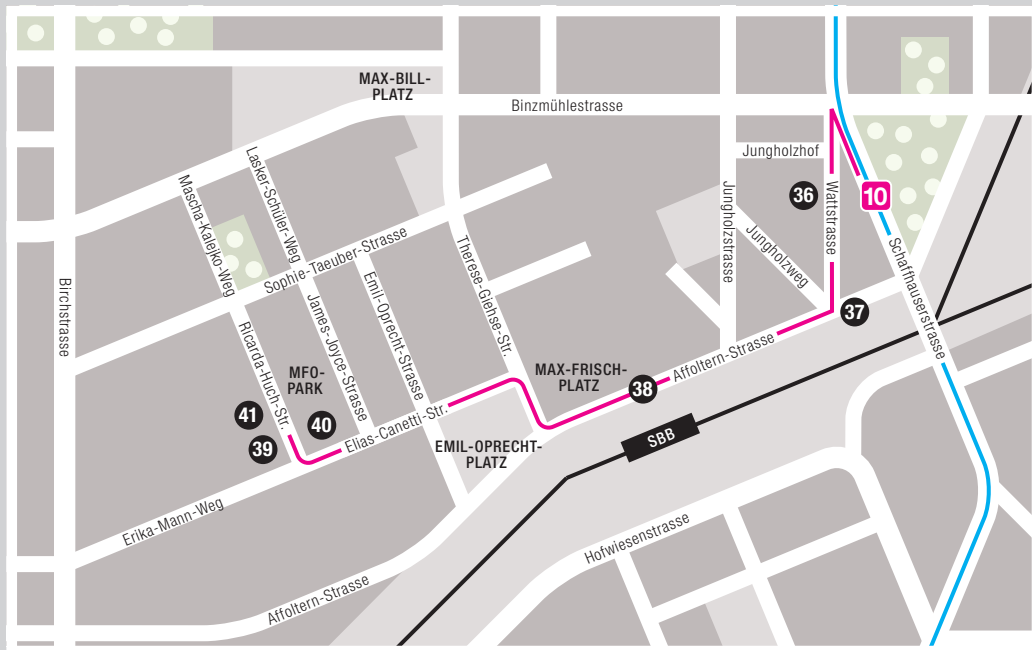 MAX-BILL-
PLATZ
Binzmühlestrasse
Jungholzhof
Lasker-Schüler-Weg
Mascha-Kalejko-Weg
36
Wattstrasse
10
Jungholzstrasse
Jungholzweg
Schaffhauserstrasse
Sophie-Taeuber-Strasse
Therese-Giehse-Str.
Emil-Oprecht-Strasse
Birchstrasse
Ricarda-Huch-Str.
James-Joyce-Strasse
37
Affoltern-Strasse
MFO-
PARK
MAX-FRISCH-
PLATZ
38
41
40
39
Elias-Canetti-Str.
EMIL-OPRECHT-
PLATZ
SBB
Erika-Mann-Weg
Hofwiesenstrasse
Affoltern-Strasse